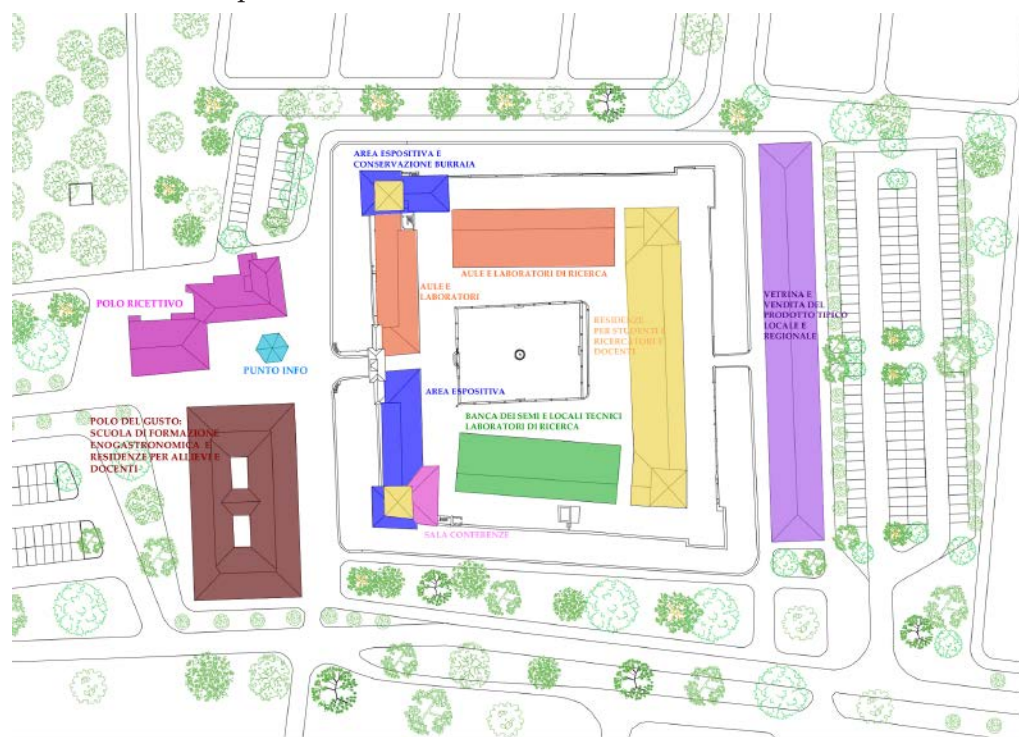 AREA ESPOSITIVA E
CONSERVAZIONE BURRAIA
AULE E LABORATORI DI RICERCA
AULE E
LABORATORI
POLO RICETTIVO
PUNTO INFO
RESIDENZE
PER STUDENTI E
RICERCATORI E
DOCENTI
VETRINA E
VENDITA DEL
PRODOTTO TIPICO
LOCALE E
REGIONALE
AREA ESPOSITIVA
BANCA DEI SEMI E LOCALI TECNICI
LABORATORI DI RICERCA
POLO DEL GUSTO:
SCUOLA DI FORMAZIONE
ENOGASTRONOMICA E
RESIDENZE PER ALLIEVI E
DOCENTI
SALA CONFERENZE